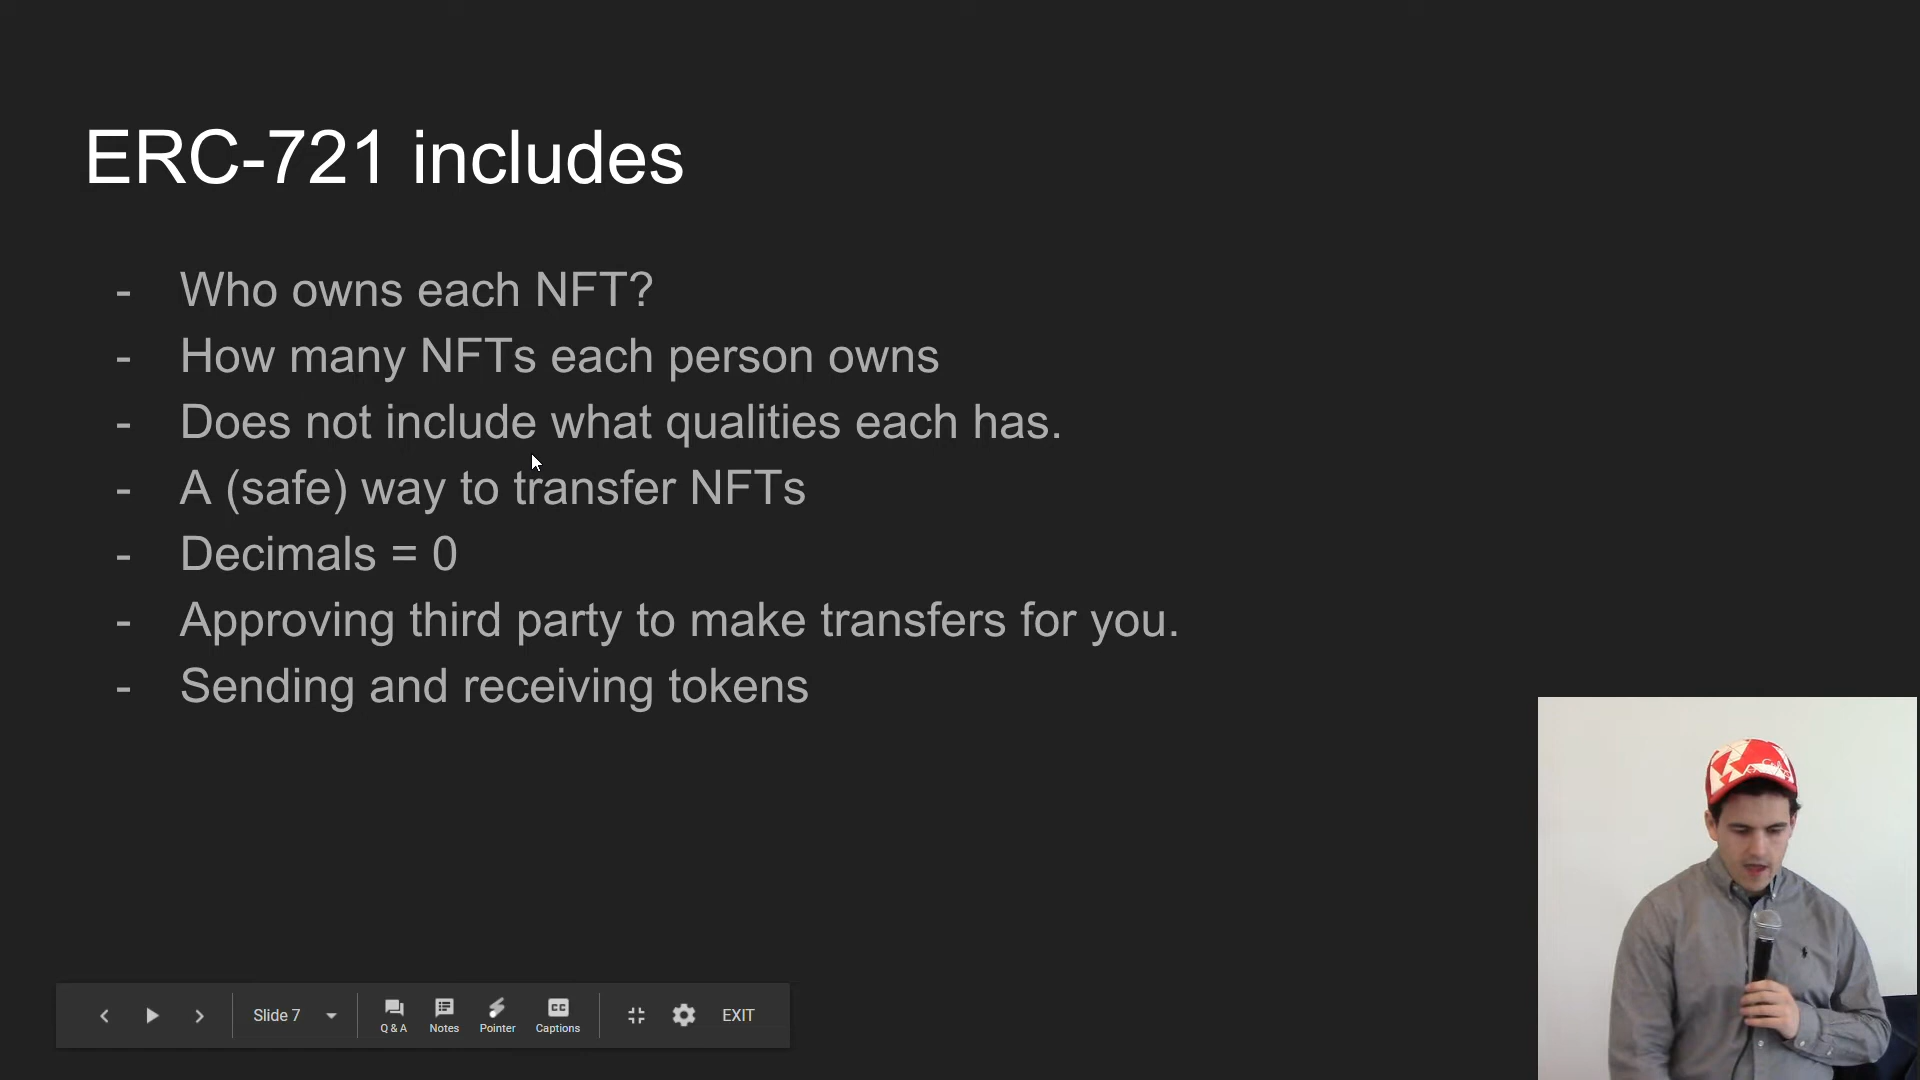 ERC-721 includes
- Who owns each NFT?
- How many NFTs each person owns
- Does not include what qualities each has.
- A (safe) way to transfer NFTs
- Decimals = 0
- Approving third party to make transfers for you.
- Sending and receiving tokens
Slide 7
Q & A
Notes
Pointer
CC
Captions
EXIT